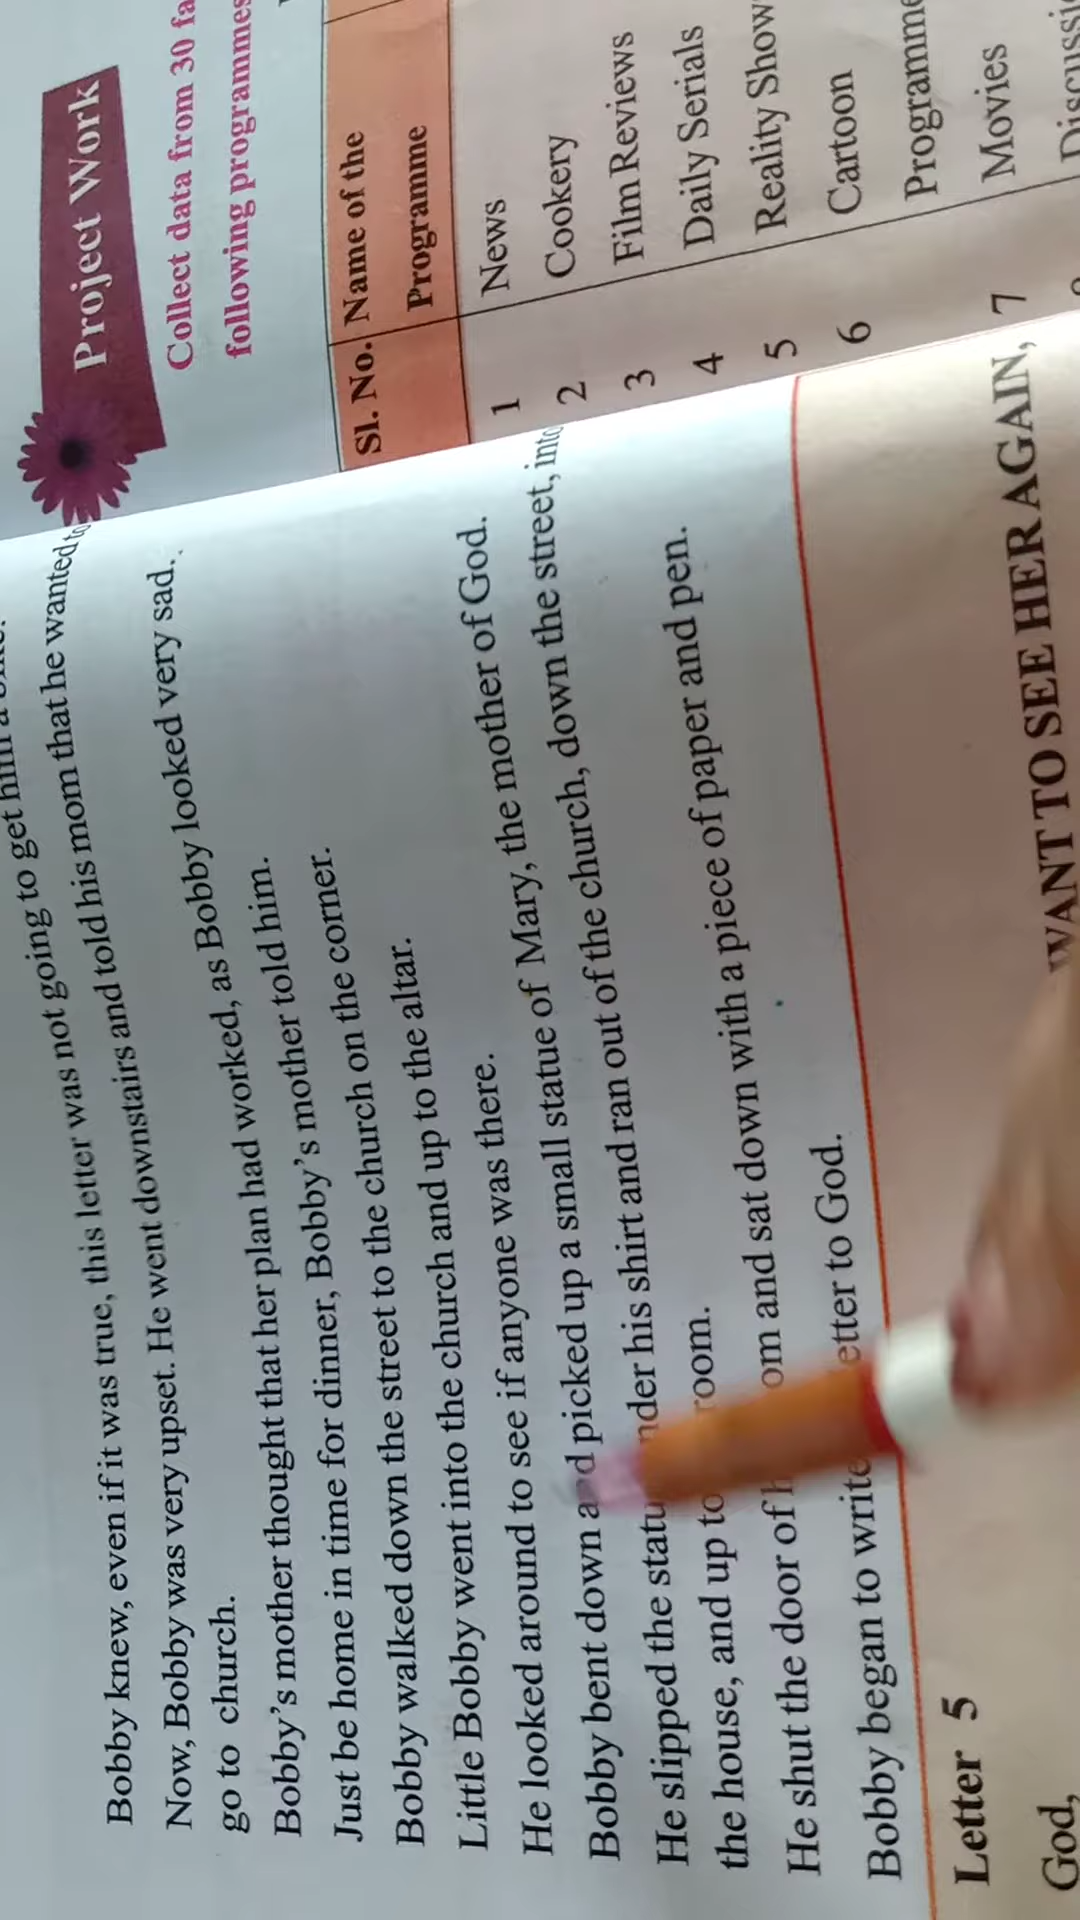 going to get him a
Bobby knew, even if it was true, this letter was not going to get him
Now, Bobby was very upset. He went downstairs and told his mom that he wanted to
go to church.
Bobby's mother thought that her plan had worked, as Bobby looked very sad.
Just be home in time for dinner, Bobby's mother told him.
Bobby walked down the street to the church on the corner.
Little Bobby went into the church and up to the altar.
He looked around to see if anyone was there.
Bobby bent down and picked up a small statue of Mary, the mother of God.
He slipped the statu nder his shirt and ran out of the church, down the street, into
the house, and up to room.
He shut the door of om and sat down with a piece of paper and pen.
Bobby began to write etter to God.
Letter 5
God,
WANT TO SEE HER AGAIN,
Project Work
Collect data from 30 fa
following programmes
Sl. No. Name of the
Programme
1 News
2 Cookery
3 Film Reviews
4 Daily Serials
5 Reality Show
6 Cartoon
Programme
7 Movies